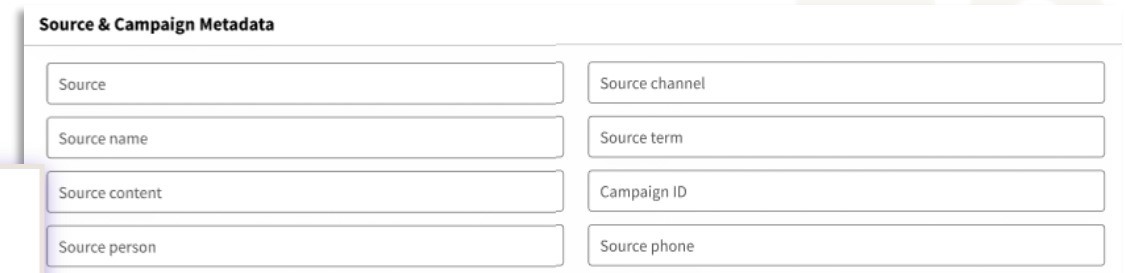 Source & Campaign Metadata
Source
Source channel
Source name
Source term
Source content
Campaign ID
Source person
Source phone